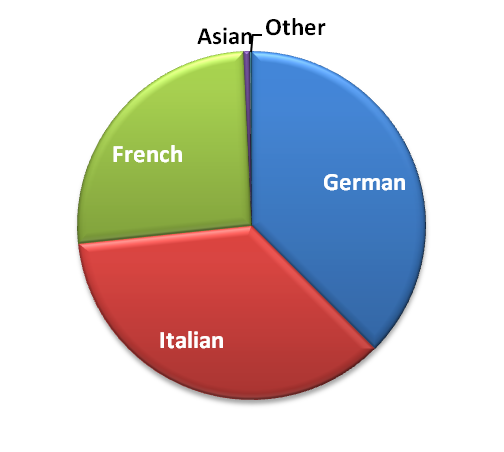 Asian
Other
French
German
Italian